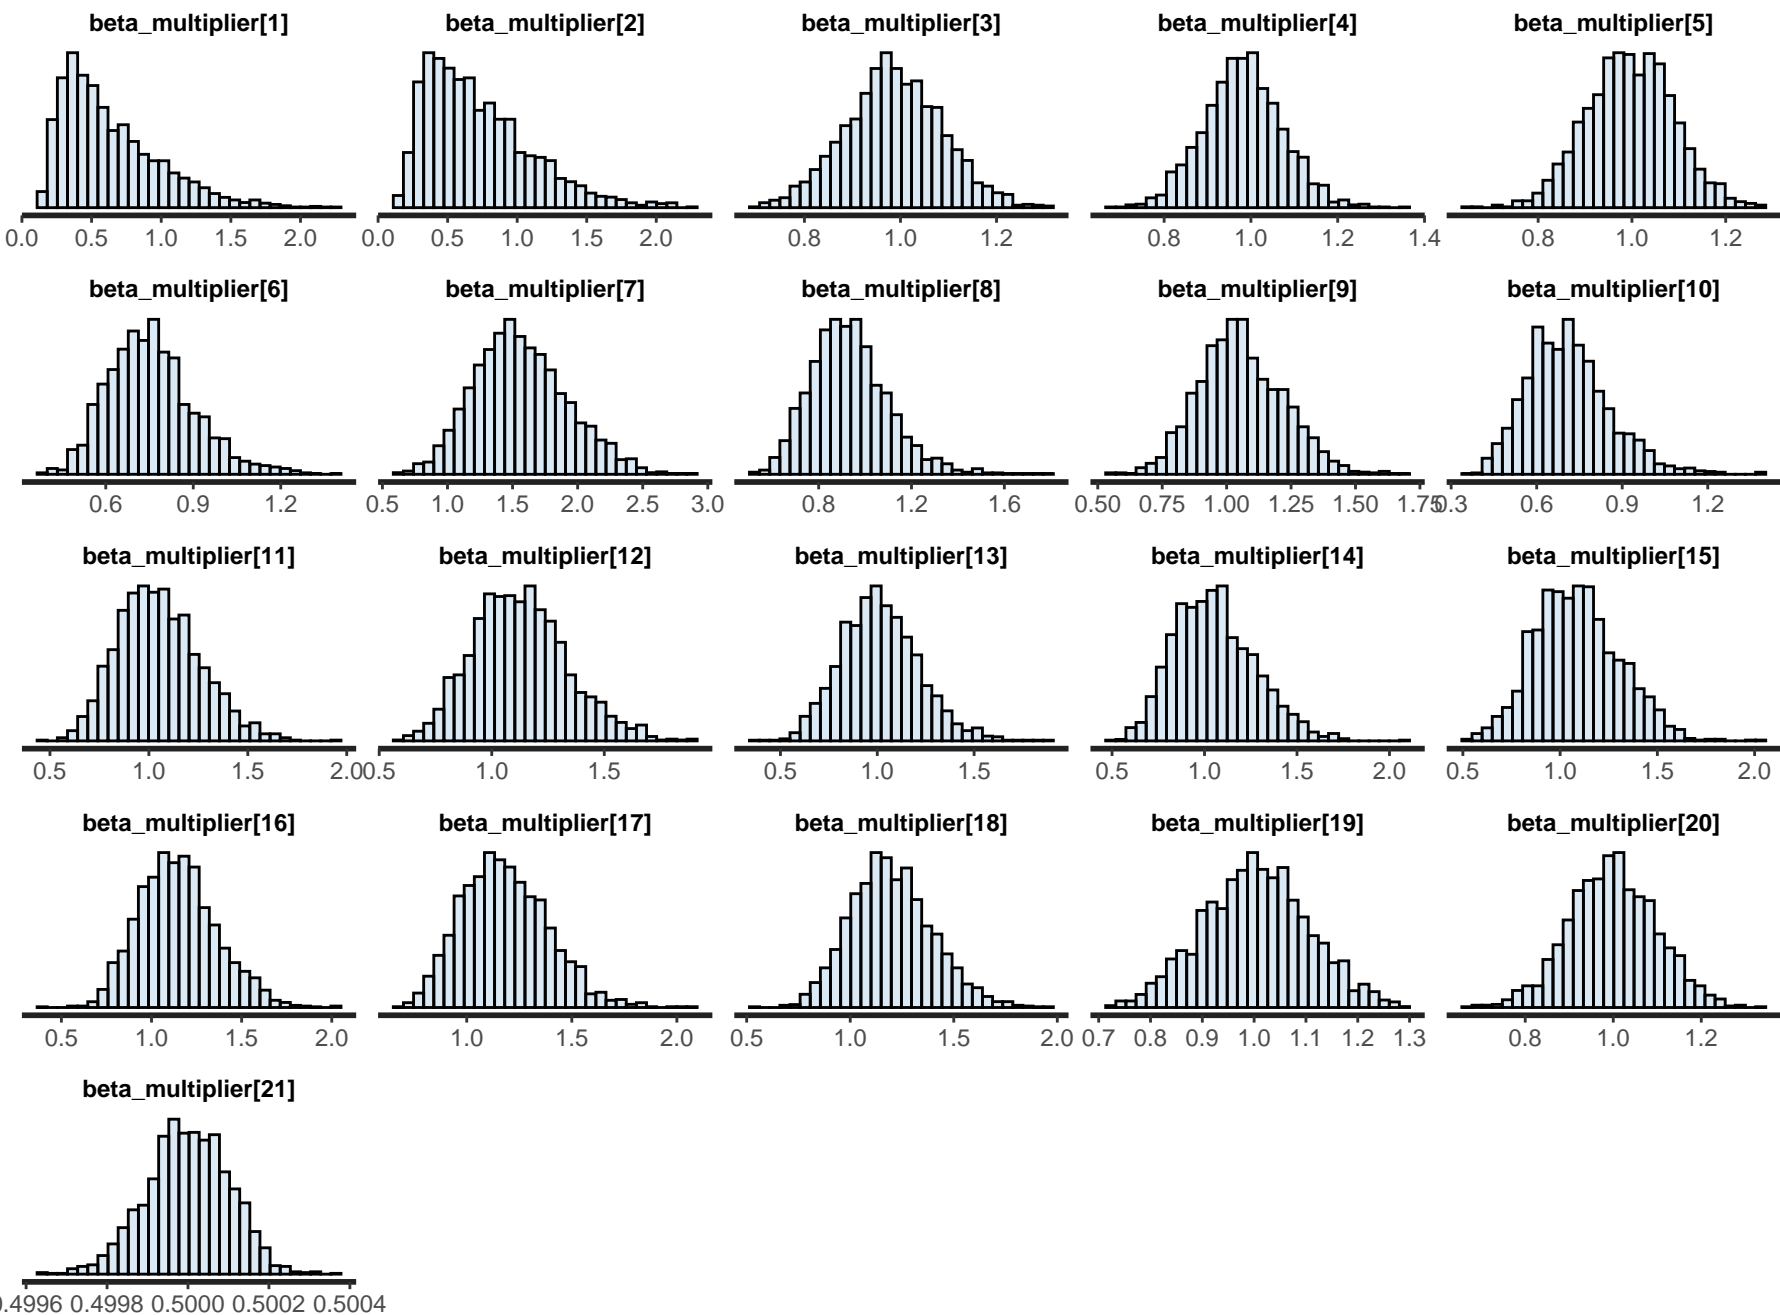 beta_multiplier[1] beta_multiplier[2] beta_multiplier[3] beta_multiplier[4] beta_multiplier[5]
0.0 0.5 1.0 1.5 2.0 0.0 0.5 1.0 1.5 2.0 0.8 1.0 1.2 0.8 1.0 1.2 1.4 0.8 1.0 1.2
beta_multiplier[6] beta_multiplier[7] beta_multiplier[8] beta_multiplier[9] beta_multiplier[10]
0.6 0.9 1.2 0.5 1.0 1.5 2.0 2.5 3.0 0.8 1.2 1.6 0.50 0.75 1.00 1.25 1.50 1.75 0.3 0.6 0.9 1.2
beta_multiplier[11] beta_multiplier[12] beta_multiplier[13] beta_multiplier[14] beta_multiplier[15]
0.5 1.0 1.5 2.0 0.5 1.0 1.5 0.5 1.0 1.5 0.5 1.0 1.5 2.0 0.5 1.0 1.5 2.0
beta_multiplier[16] beta_multiplier[17] beta_multiplier[18] beta_multiplier[19] beta_multiplier[20]
0.5 1.0 1.5 2.0 1.0 1.5 2.0 0.5 1.0 1.5 2.0 0.7 0.8 0.9 1.0 1.1 1.2 1.3 0.8 1.0 1.2
beta_multiplier[21]
0.4996 0.4998 0.5000 0.5002 0.5004